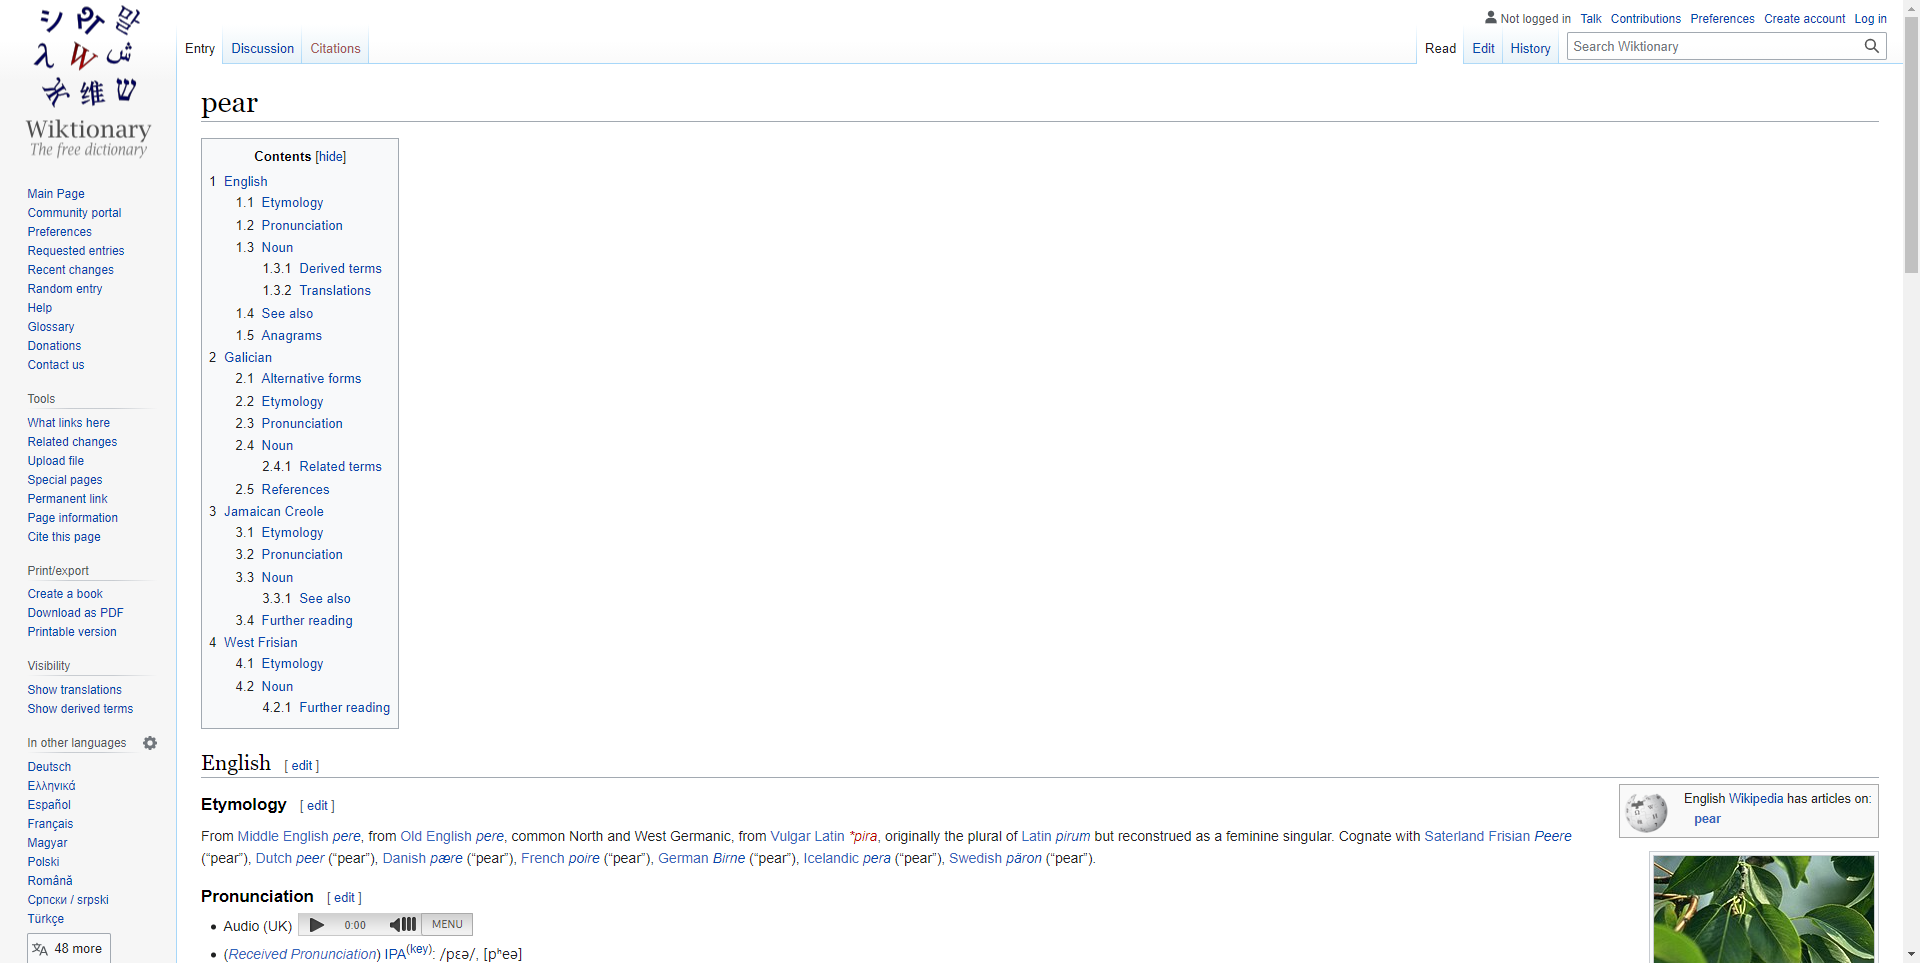 Not logged in Talk Contributions Preferences Create account Log in
Entry Discussion Citations Read Edit History Search Wiktionary
シ 말
λ W ش
维 ש
Wiktionary
The free dictionary
Main Page
Community portal
Preferences
Requested entries
Recent changes
Random entry
Help
Glossary
Donations
Contact us
Tools
What links here
Related changes
Upload file
Special pages
Permanent link
Page information
Cite this page
Print/export
Create a book
Download as PDF
Printable version
Visibility
Show translations
Show derived terms
In other languages
Deutsch
Ελληνικά
Español
Français
Magyar
Polski
Română
Српски / srpski
Türkçe
48 more
pear
Contents [hide]
1 English
1.1 Etymology
1.2 Pronunciation
1.3 Noun
1.3.1 Derived terms
1.3.2 Translations
1.4 See also
1.5 Anagrams
2 Galician
2.1 Alternative forms
2.2 Etymology
2.3 Pronunciation
2.4 Noun
2.4.1 Related terms
2.5 References
3 Jamaican Creole
3.1 Etymology
3.2 Pronunciation
3.3 Noun
3.3.1 See also
3.4 Further reading
4 West Frisian
4.1 Etymology
4.2 Noun
4.2.1 Further reading
English [ edit ]
English Wikipedia has articles on:
pear
Etymology [ edit ]
From Middle English pere, from Old English pere, common North and West Germanic, from Vulgar Latin *pira, originally the plural of Latin pirum but reconstrued as a feminine singular. Cognate with Saterland Frisian Peere
(“pear”), Dutch peer (“pear”), Danish pære (“pear”), French poire (“pear”), German Birne (“pear”), Icelandic pera (“pear”), Swedish päron (“pear”).
Pronunciation [ edit ]
• Audio (UK) 0:00 MENU
• (Received Pronunciation) IPA(key): /pɛə/, [pʰeə]